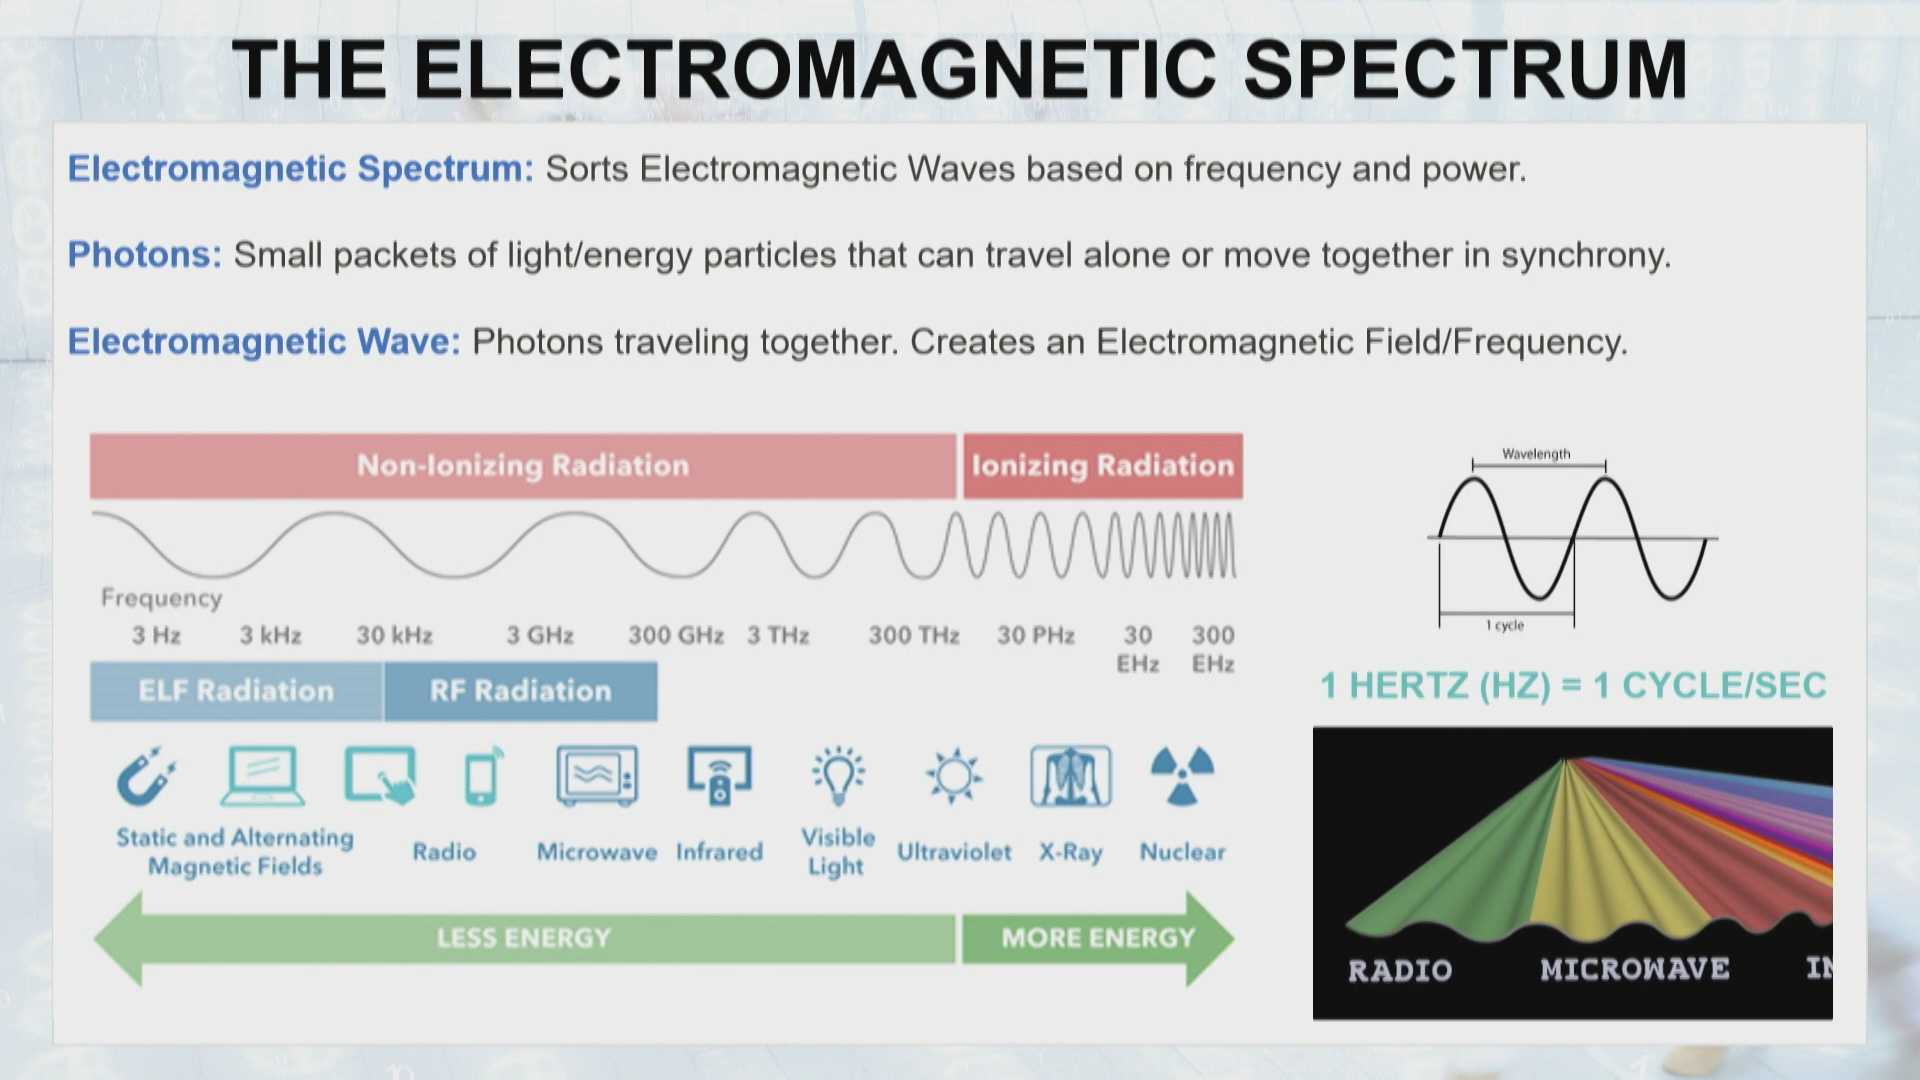 THE ELECTROMAGNETIC SPECTRUM
Electromagnetic Spectrum: Sorts Electromagnetic Waves based on frequency and power.
Photons: Small packets of light/energy particles that can travel alone or move together in synchrony.
Electromagnetic Wave: Photons traveling together. Creates an Electromagnetic Field/Frequency.
Non-Ionizing Radiation
Ionizing Radiation
Frequency
3 Hz
3 kHz
30 kHz
3 GHz
300 GHz
3 THz
300 THz
30 PHz
30
EHz
300
EHz
ELF Radiation
RF Radiation
Static and Alternating
Magnetic Fields
Radio
Microwave
Infrared
Visible
Light
Ultraviolet
X-Ray
Nuclear
LESS ENERGY
MORE ENERGY
Wavelength
1 cycle
1 HERTZ (HZ) = 1 CYCLE/SEC
RADIO
MICROWAVE